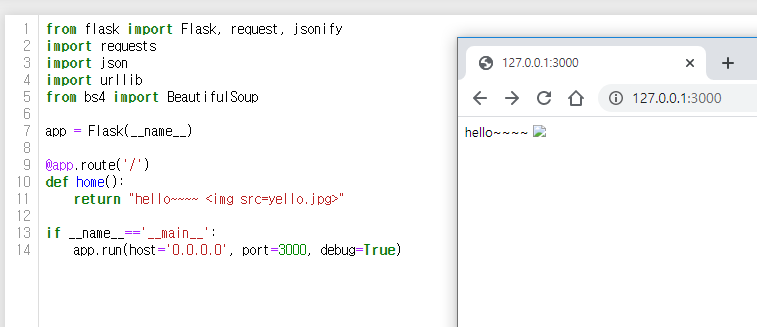 1 from flask import Flask, request, jsonify
2 import requests
3 import json
4 import urllib
5 from bs4 import BeautifulSoup
6
7 app = Flask(__name__)
8
9 @app.route('/')
10 def home():
11     return "hello~~~~ <img src=yello.jpg>"
12
13 if __name__=='__main__':
14     app.run(host='0.0.0.0', port=3000, debug=True)
127.0.0.1:3000
127.0.0.1:3000
hello~~~~